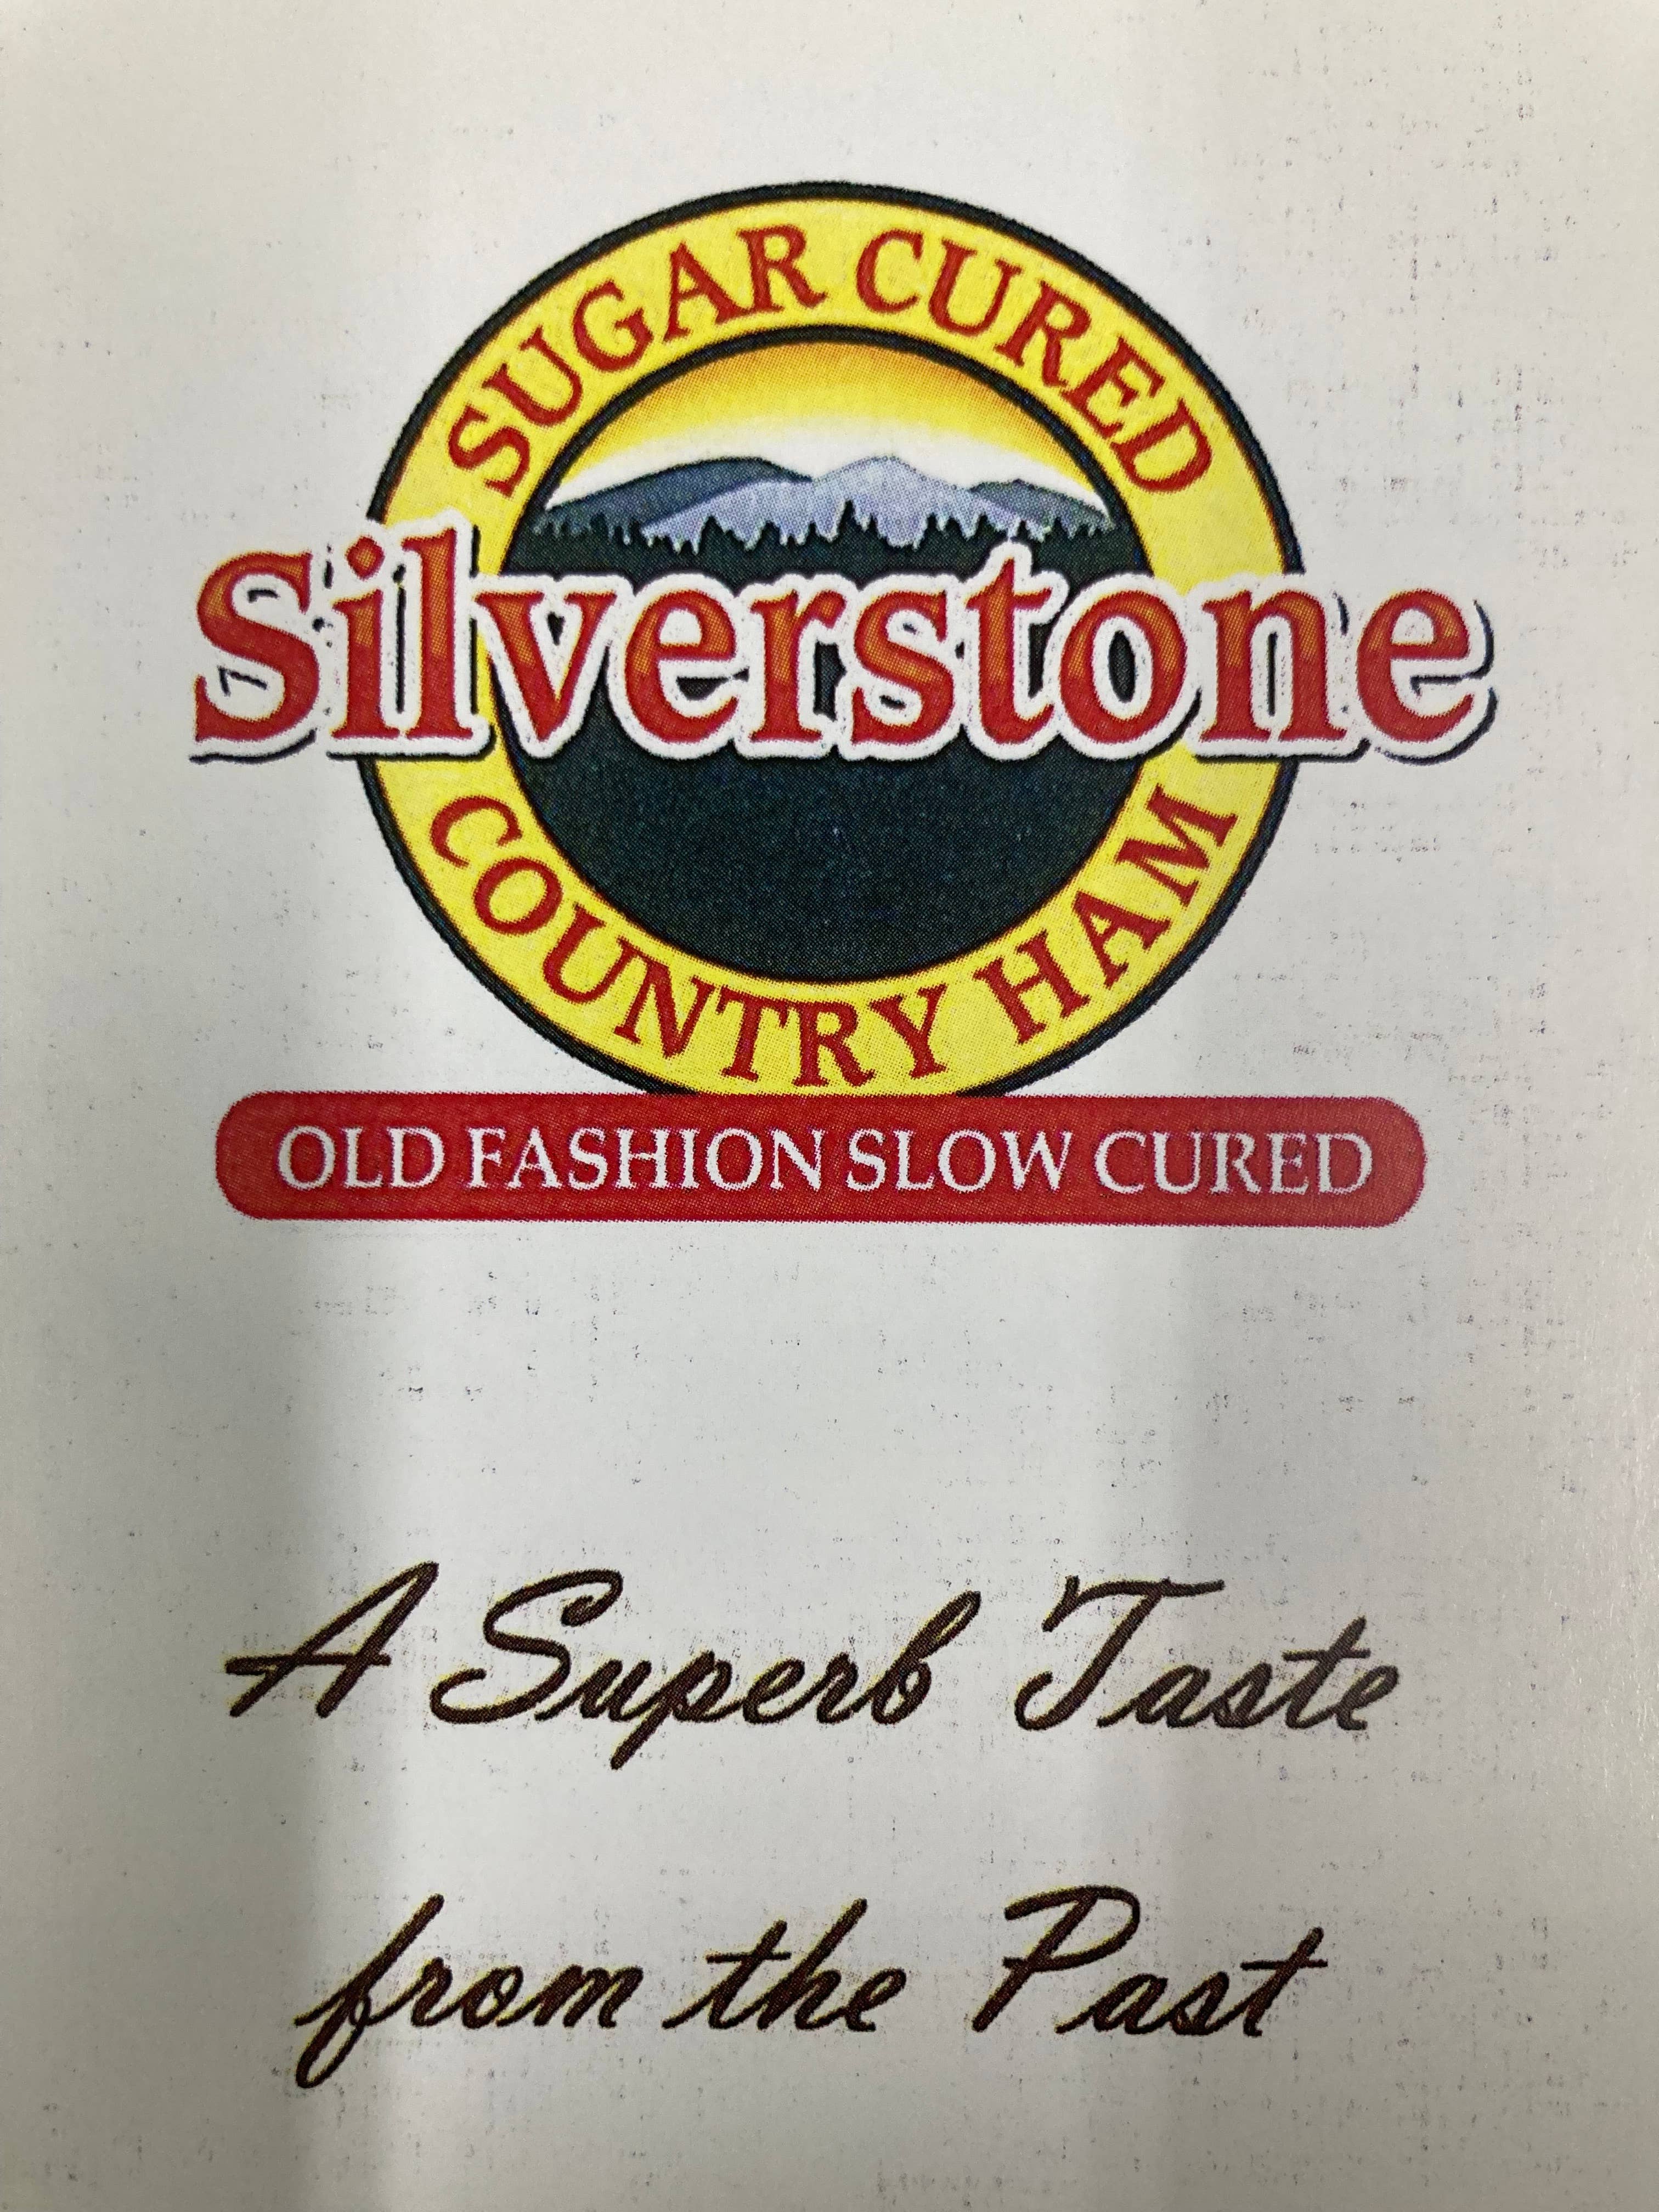 SUGAR CURED
Silverstone
COUNTRY HAM
OLD FASHION SLOW CURED
A Superb Taste
from the Past